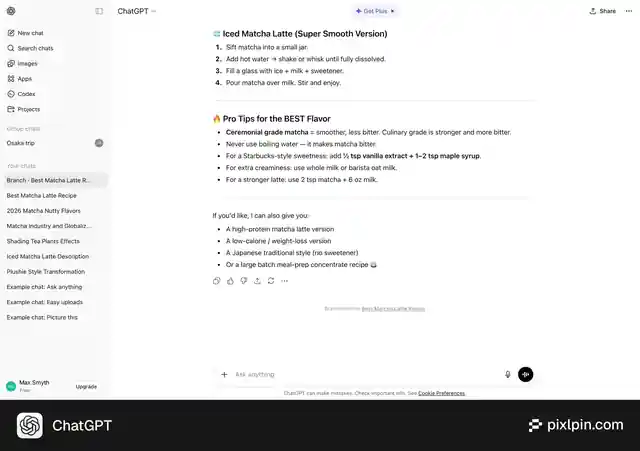 ChatGPT
Get Plus
Share
New chat
Search chats
Images
Apps
Codex
Projects
Group chats
Osaka trip
Your chats
Branch · Best Matcha Latte R...
Best Matcha Latte Recipe
2026 Matcha Nutty Flavors
Matcha Industry and Globaliz...
Shading Tea Plants Effects
Iced Matcha Latte Description
Plushie Style Transformation
Example chat: Ask anything
Example chat: Easy uploads
Example chat: Picture this
Max.Smyth
Free
Upgrade
Iced Matcha Latte (Super Smooth Version)
1. Sift matcha into a small jar.
2. Add hot water → shake or whisk until fully dissolved.
3. Fill a glass with ice + milk + sweetener.
4. Pour matcha over milk. Stir and enjoy.
🔥 Pro Tips for the BEST Flavor
• Ceremonial grade matcha = smoother, less bitter. Culinary grade is stronger and more bitter.
• Never use boiling water — it makes matcha bitter.
• For a Starbucks-style sweetness: add ½ tsp vanilla extract + 1–2 tsp maple syrup.
• For extra creaminess: use whole milk or barista oat milk.
• For a stronger latte: use 2 tsp matcha + 6 oz milk.
If you'd like, I can also give you:
• A high-protein matcha latte version
• A low-calorie / weight-loss version
• A Japanese traditional style (no sweetener)
• Or a large batch meal-prep concentrate recipe
Branched from Best Matcha Latte Recipe
Ask anything
ChatGPT can make mistakes. Check important info. See Cookie Preferences.
ChatGPT
pixlpin.com